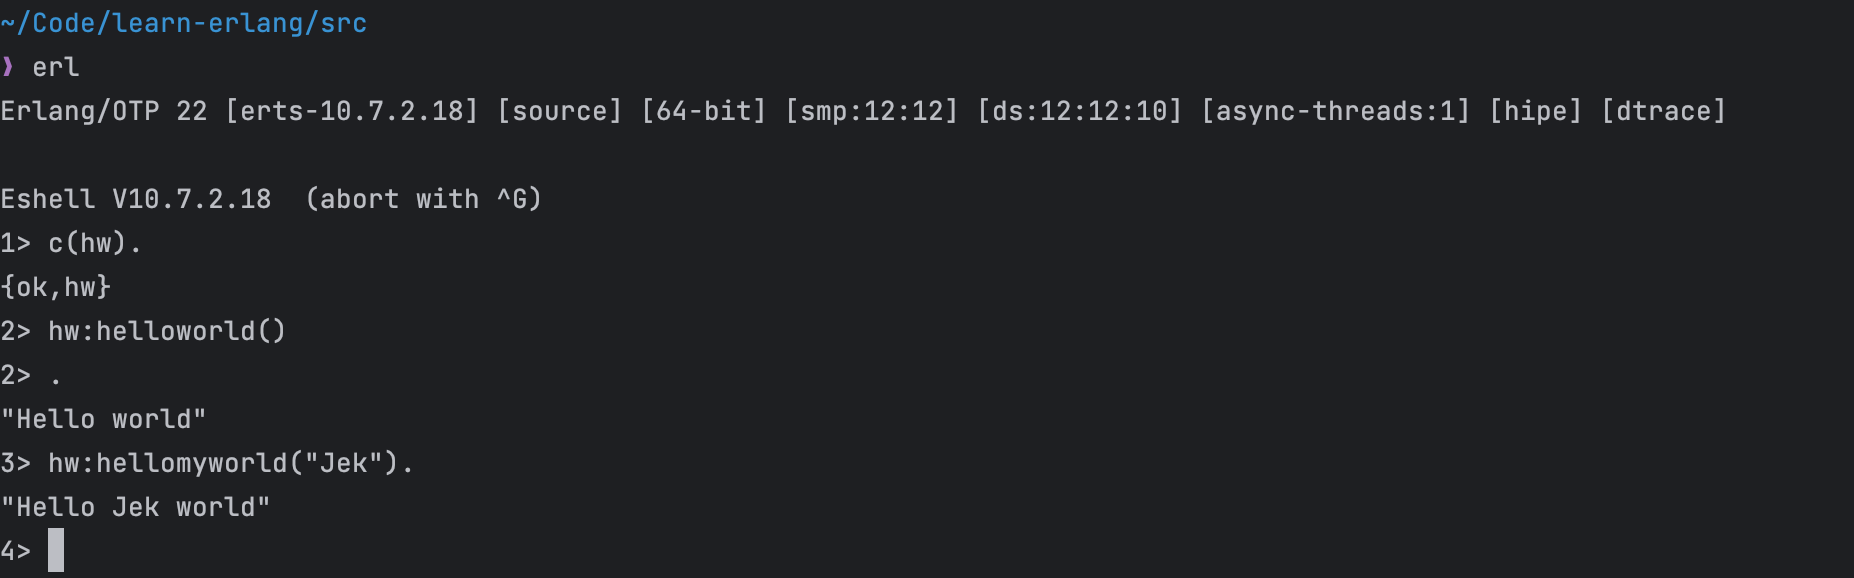 ~/Code/learn-erlang/src
❯ erl
Erlang/OTP 22 [erts-10.7.2.18] [source] [64-bit] [smp:12:12] [ds:12:12:10] [async-threads:1] [hipe] [dtrace]
Eshell V10.7.2.18  (abort with ^G)
1> c(hw).
{ok,hw}
2> hw:helloworld()
2> .
"Hello world"
3> hw:hellomyworld("Jek").
"Hello Jek world"
4>